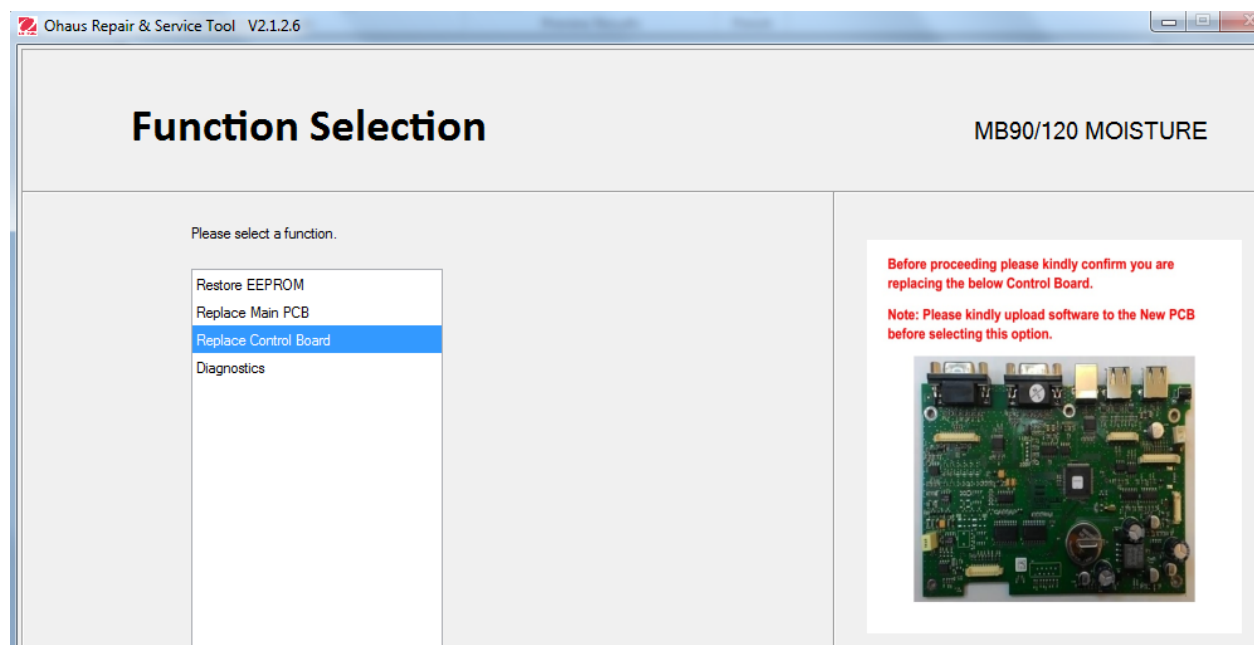 Ohaus Repair & Service Tool V2.1.2.6
Function Selection
MB90/120 MOISTURE
Please select a function.
Restore EEPROM
Replace Main PCB
Replace Control Board
Diagnostics
Before proceeding please kindly confirm you are
replacing the below Control Board.
Note: Please kindly upload software to the New PCB
before selecting this option.